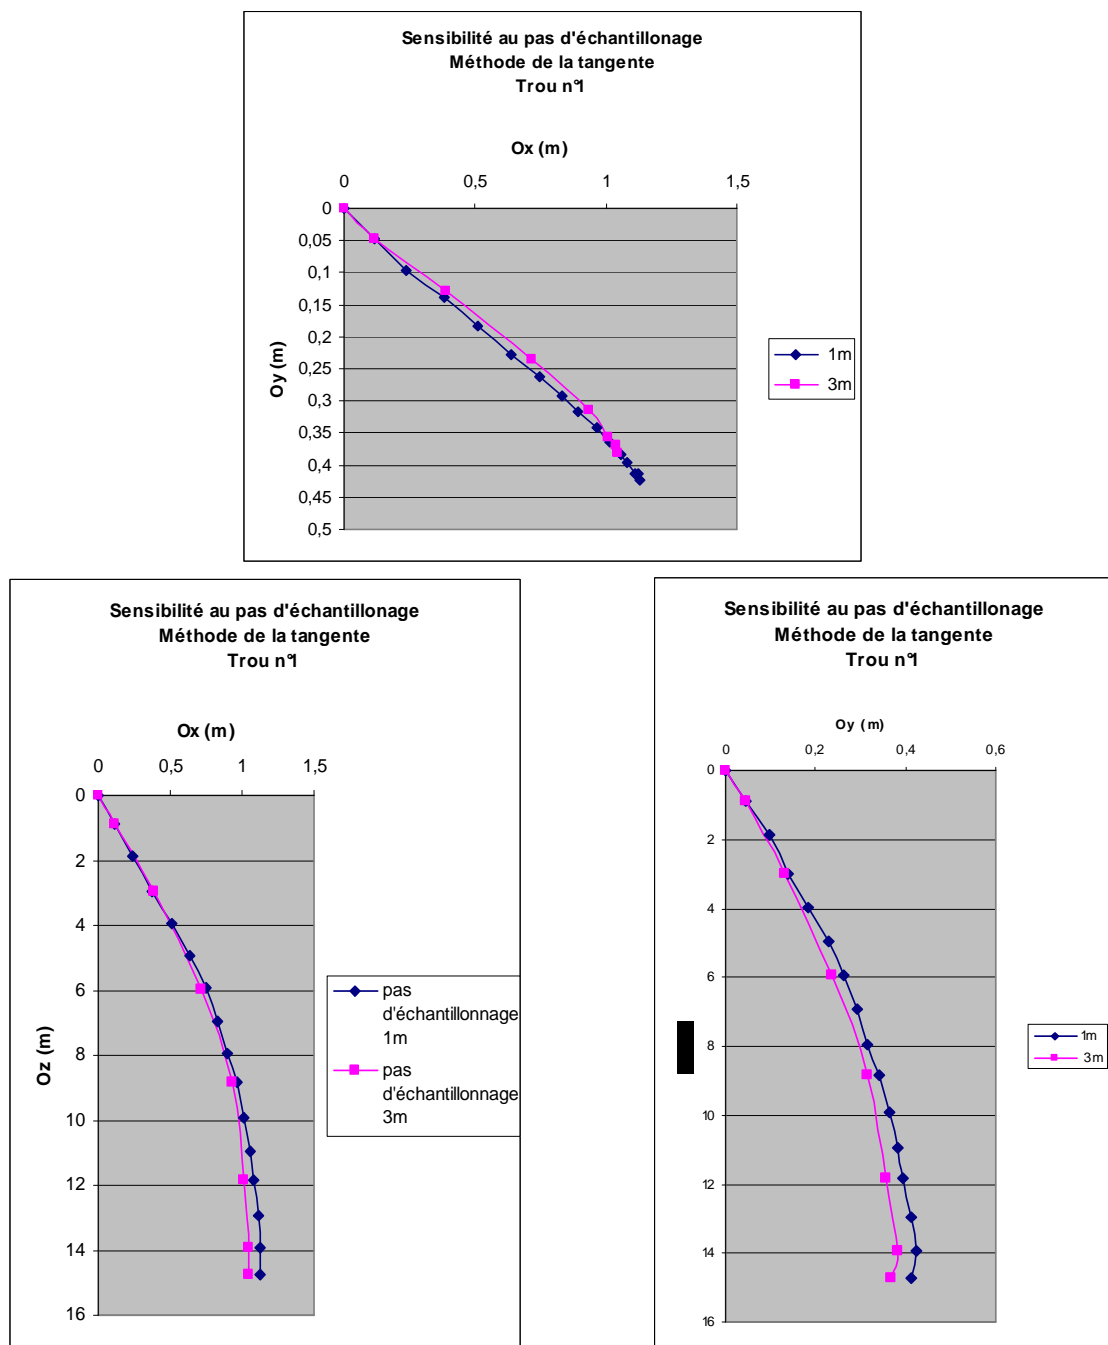 Sensibilité au pas d'échantillonage
Méthode de la tangente
Trou n°1
Ox (m)
0 0,5 1 1,5
0
0,05
0,1
0,15
0,2
0,25
0,3
0,35
0,4
0,45
0,5
Oy (m)
1m
3m
Sensibilité au pas d'échantillonage
Méthode de la tangente
Trou n°1
Ox (m)
0 0,5 1 1,5
0
2
4
6
8
10
12
14
16
Oz (m)
pas
d'échantillonnage
1m
pas
d'échantillonnage
3m
Sensibilité au pas d'échantillonage
Méthode de la tangente
Trou n°1
Oy (m)
0 0,2 0,4 0,6
0
2
4
6
8
10
12
14
16
1m
3m